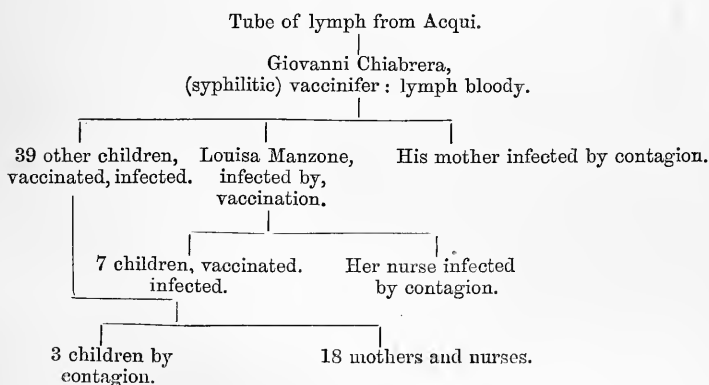 Tube of lymph from Acqui.
Giovanni Chiabrera,
(syphilitic) vaccinifer : lymph bloody.
39 other children,
vaccinated, infected.
Louisa Manzone,
infected by,
vaccination.
His mother infected by contagion.
7 children, vaccinated.
infected.
Her nurse infected
by contagion.
3 children by
contagion.
18 mothers and nurses.